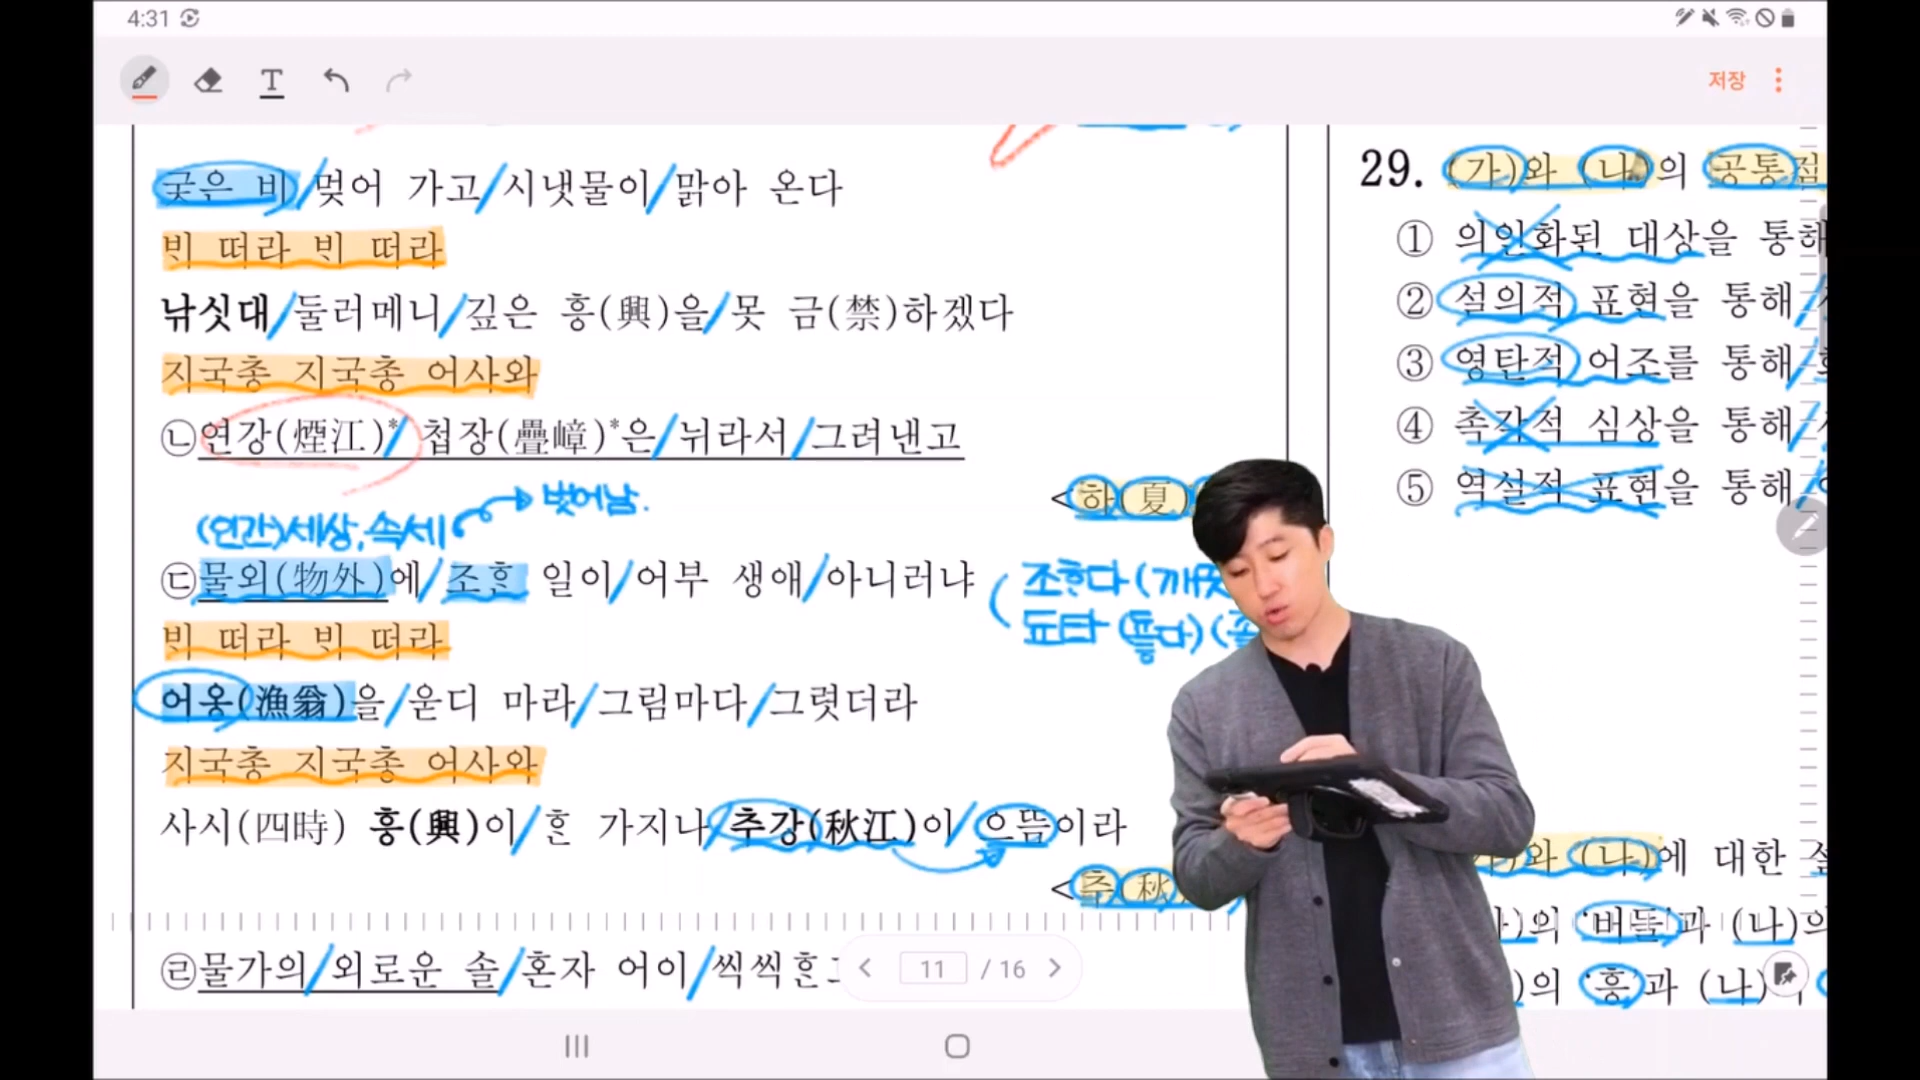 4:31
저장
굳은 비 멎어 가고 시냇물이 맑아 온다
빗 떠라 빗 떠라
낚싯대 둘러메니 깊은 흥(興)을 못 금(禁)하겠다
지국총 지국총 어사와
㉡연강(煙江)* 첩장(疊嶂)*은 뉘라서 그려낸고
<하(夏)
(인간)세상, 속세 벗어남.
㉢물외(物外)에 조흔 일이 어부 생애 아니러냐
조흔다 (깨끗
됴타 (둏다) (좋
빗 떠라 빗 떠라
어옹(漁翁)을 욷디 마라 그림마다 그렷더라
지국총 지국총 어사와
사시(四時) 흥(興)이 흔 가지나 추강(秋江)이 으뜸이라
<추(秋
㉣물가의 외로운 솔 혼자 어이 씩씩흔고
11 / 16
29. (가)와 (나)의 공통점
① 의인화된 대상을 통해
② 설의적 표현을 통해
③ 영탄적 어조를 통해
④ 촉각적 심상을 통해
⑤ 역설적 표현을 통해
와 (나)에 대한 설
)의 '버들'과 (나)의
)의 '흥'과 (나)